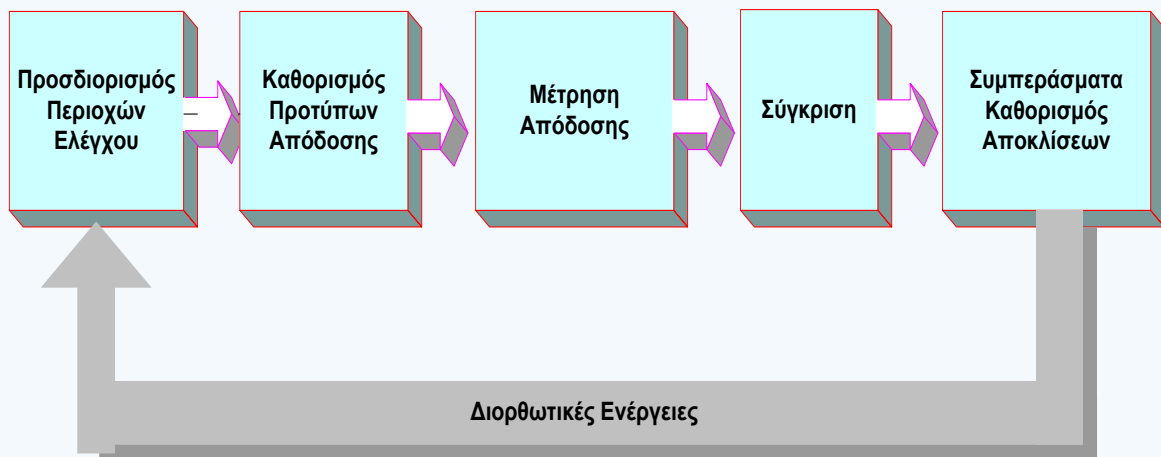 Προσδιορισμός
Περιοχών
Ελέγχου
Καθορισμός
Προτύπων
Απόδοσης
Μέτρηση
Απόδοσης
Σύγκριση
Συμπεράσματα
Καθορισμός
Αποκλίσεων
Διορθωτικές Ενέργειες